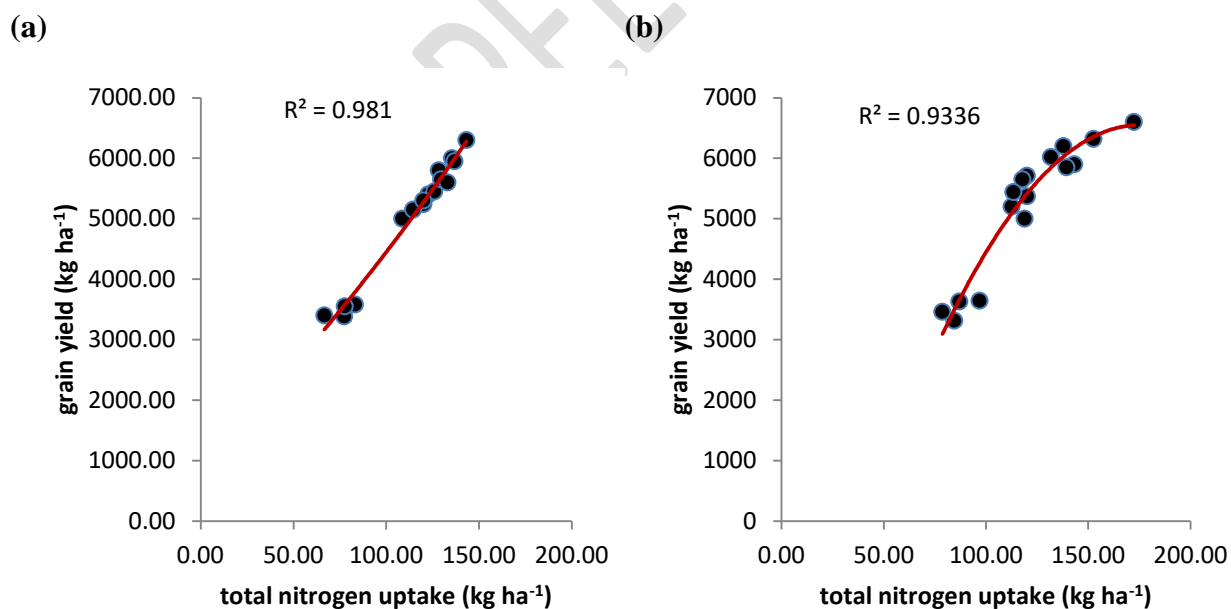 (a)
R² = 0.981
grain yield (kg ha⁻¹)
7000.00
6000.00
5000.00
4000.00
3000.00
2000.00
1000.00
0.00
0.00 50.00 100.00 150.00 200.00
total nitrogen uptake (kg ha⁻¹)
(b)
R² = 0.9336
grain yield (kg ha⁻¹)
7000
6000
5000
4000
3000
2000
1000
0
0.00 50.00 100.00 150.00 200.00
total nitrogen uptake (kg ha⁻¹)